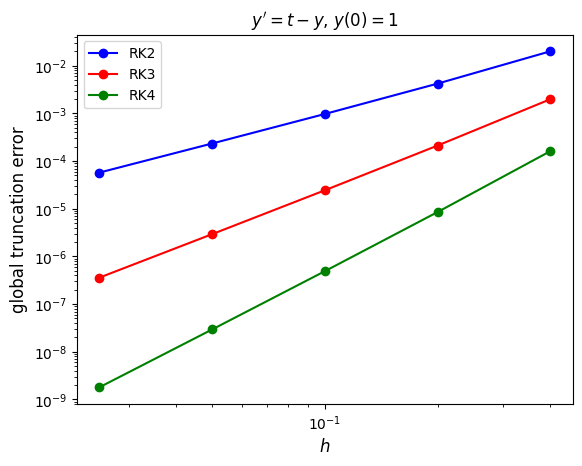 y′ = t − y, y(0) = 1
RK2
RK3
RK4
global truncation error
10⁻²
10⁻³
10⁻⁴
10⁻⁵
10⁻⁶
10⁻⁷
10⁻⁸
10⁻⁹
10⁻¹
h